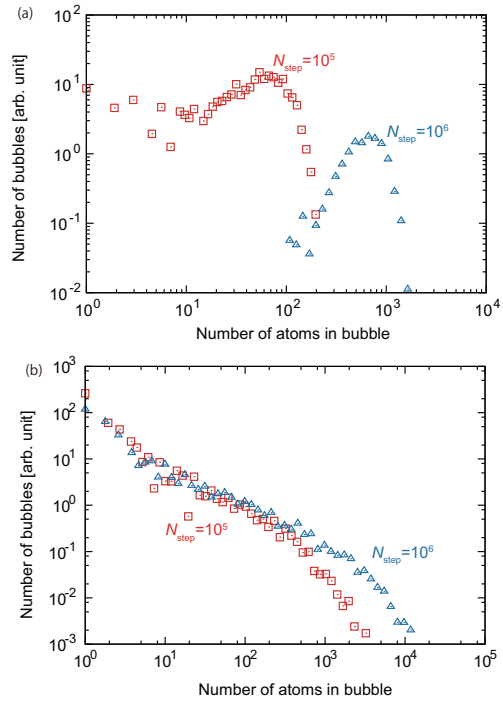 (a)
10^2
10^1
10^0
10^-1
10^-2
Number of bubbles [arb. unit]
N_step=10^5
N_step=10^6
10^0 10^1 10^2 10^3 10^4
Number of atoms in bubble
(b)
10^3
10^2
10^1
10^0
10^-1
10^-2
10^-3
Number of bubbles [arb. unit]
N_step=10^5
N_step=10^6
10^0 10^1 10^2 10^3 10^4 10^5
Number of atoms in bubble